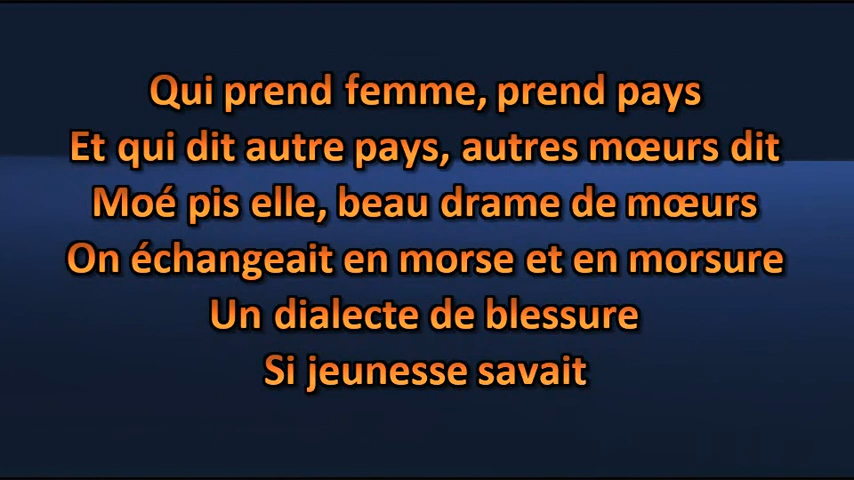 Qui prend femme, prend pays
Et qui dit autre pays, autres mœurs dit
Moé pis elle, beau drame de mœurs
On échangeait en morse et en morsure
Un dialecte de blessure
Si jeunesse savait